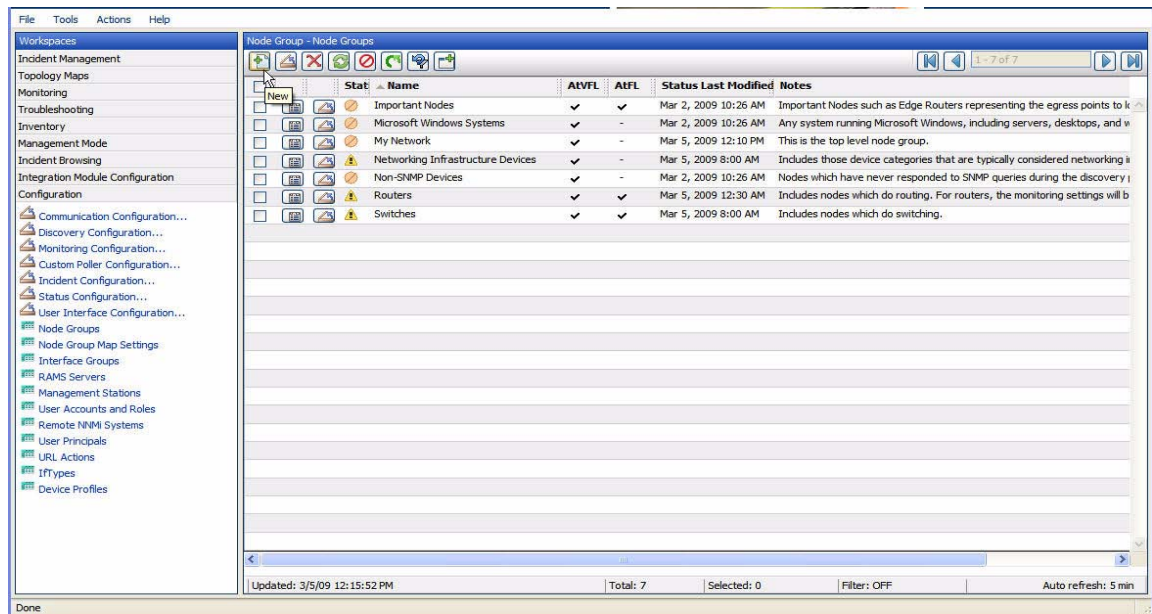 File Tools Actions Help
Workspaces
Incident Management
Topology Maps
Monitoring
Troubleshooting
Inventory
Management Mode
Incident Browsing
Integration Module Configuration
Configuration
Communication Configuration...
Discovery Configuration...
Monitoring Configuration...
Custom Poller Configuration...
Incident Configuration...
Status Configuration...
User Interface Configuration...
Node Groups
Node Group Map Settings
Interface Groups
RAMS Servers
Management Stations
User Accounts and Roles
Remote NNMi Systems
User Principals
URL Actions
IfTypes
Device Profiles
Node Group - Node Groups
1 - 7 of 7
New
Stat Name AtVFL AtFL Status Last Modified Notes
Important Nodes Mar 2, 2009 10:26 AM Important Nodes such as Edge Routers representing the egress points to
Microsoft Windows Systems - Mar 2, 2009 10:26 AM Any system running Microsoft Windows, including servers, desktops, and
My Network - Mar 5, 2009 12:10 PM This is the top level node group.
Networking Infrastructure Devices - Mar 5, 2009 8:00 AM Includes those device categories that are typically considered networking
Non-SNMP Devices - Mar 2, 2009 10:26 AM Nodes which have never responded to SNMP queries during the discovery
Routers Mar 5, 2009 12:30 AM Includes nodes which do routing. For routers, the monitoring settings will b
Switches Mar 5, 2009 8:00 AM Includes nodes which do switching.
Updated: 3/5/09 12:15:52 PM Total: 7 Selected: 0 Filter: OFF Auto refresh: 5 min
Done